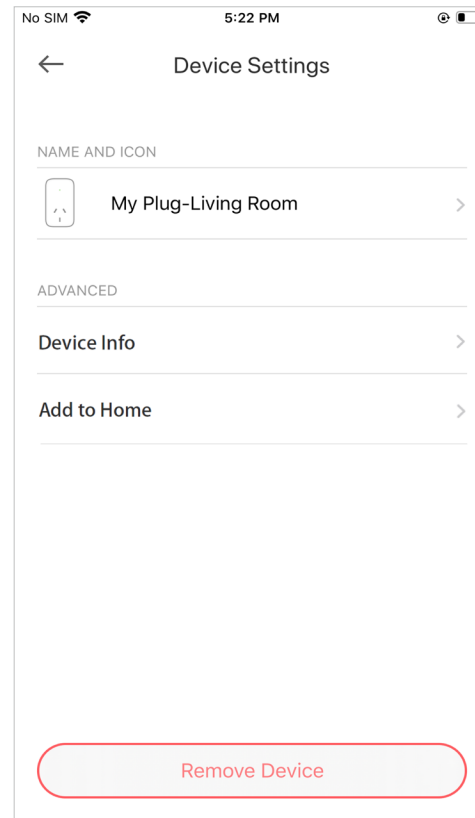 No SIM 5:22 PM
Device Settings
NAME AND ICON
My Plug-Living Room
ADVANCED
Device Info
Add to Home
Remove Device